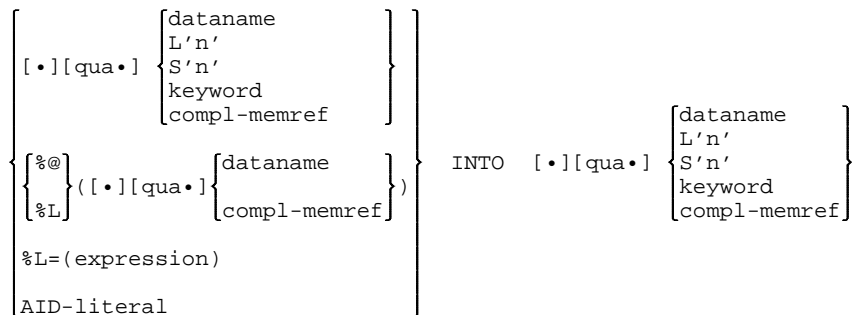 dataname
L'n'
[•][qua•] S'n'
keyword
compl-memref
dataname
L'n'
%@ dataname INTO [•][qua•] S'n'
([•][qua•] ) keyword
%L compl-memref compl-memref
%L=(expression)
AID-literal